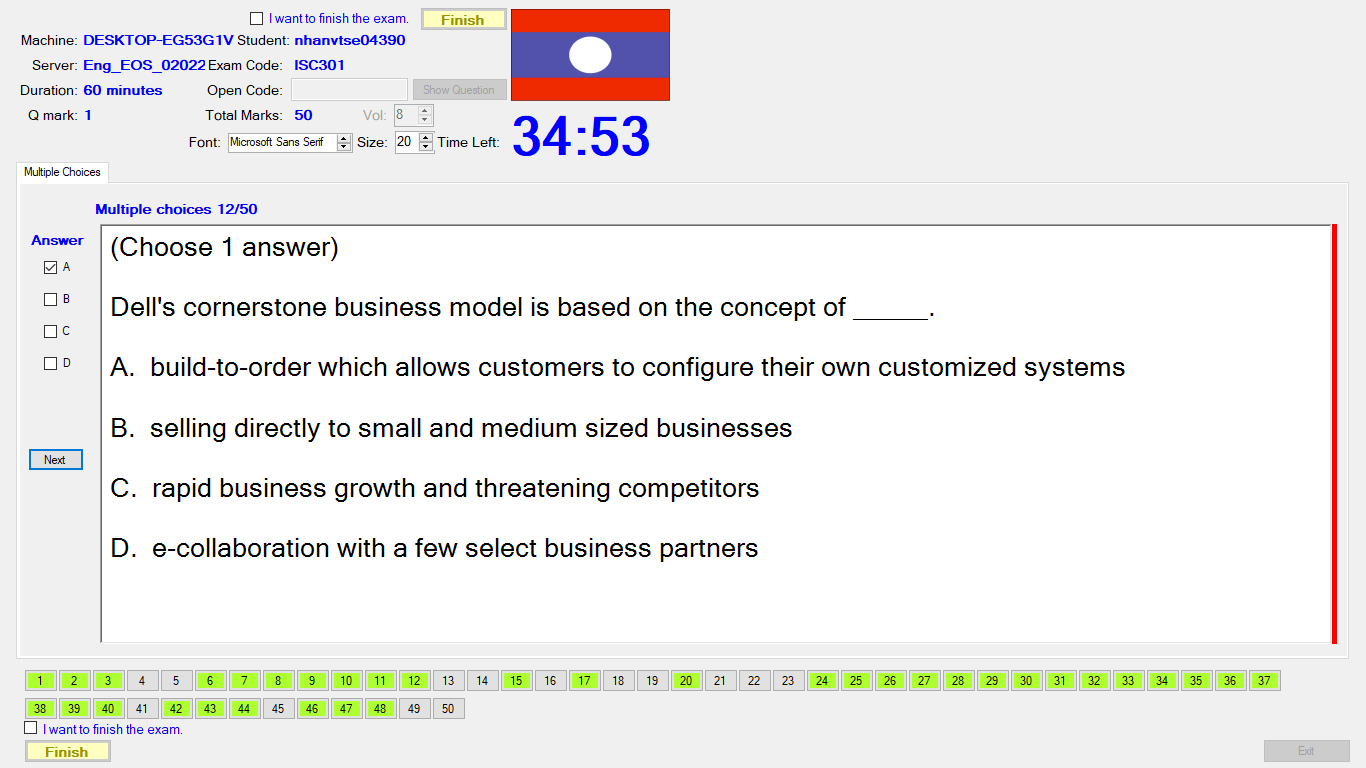 I want to finish the exam. Finish
Machine: DESKTOP-EG53G1V Student: nhanvtse04390
Server: Eng_EOS_02022 Exam Code: ISC301
Duration: 60 minutes Open Code: Show Question
Q mark: 1 Total Marks: 50 Vol: 8
Font: Microsoft Sans Serif Size: 20 Time Left: 34:53
Multiple Choices
Multiple choices 12/50
Answer
A
B
C
D
Next
(Choose 1 answer)
Dell's cornerstone business model is based on the concept of _____.
A. build-to-order which allows customers to configure their own customized systems
B. selling directly to small and medium sized businesses
C. rapid business growth and threatening competitors
D. e-collaboration with a few select business partners
1 2 3 4 5 6 7 8 9 10 11 12 13 14 15 16 17 18 19 20 21 22 23 24 25 26 27 28 29 30 31 32 33 34 35 36 37
38 39 40 41 42 43 44 45 46 47 48 49 50
I want to finish the exam.
Finish
Exit